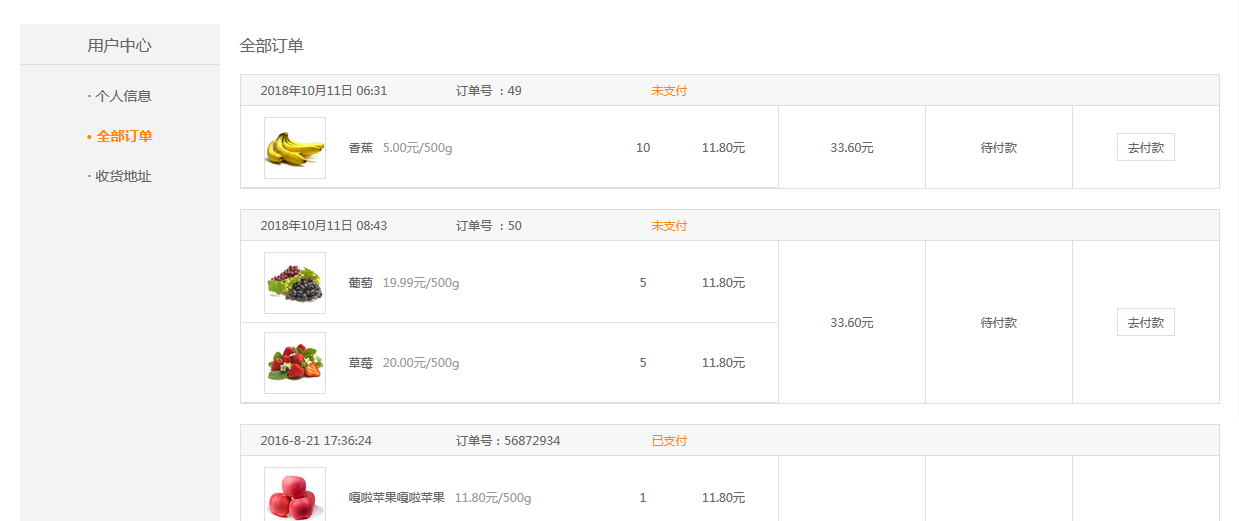 用户中心
· 个人信息
• 全部订单
· 收货地址
全部订单
2018年10月11日 06:31 订单号 ：49 未支付
香蕉 5.00元/500g 10 11.80元 33.60元 待付款 去付款
2018年10月11日 08:43 订单号 ：50 未支付
葡萄 19.99元/500g 5 11.80元
33.60元 待付款 去付款
草莓 20.00元/500g 5 11.80元
2016-8-21 17:36:24 订单号：56872934 已支付
嘎啦苹果嘎啦苹果 11.80元/500g 1 11.80元